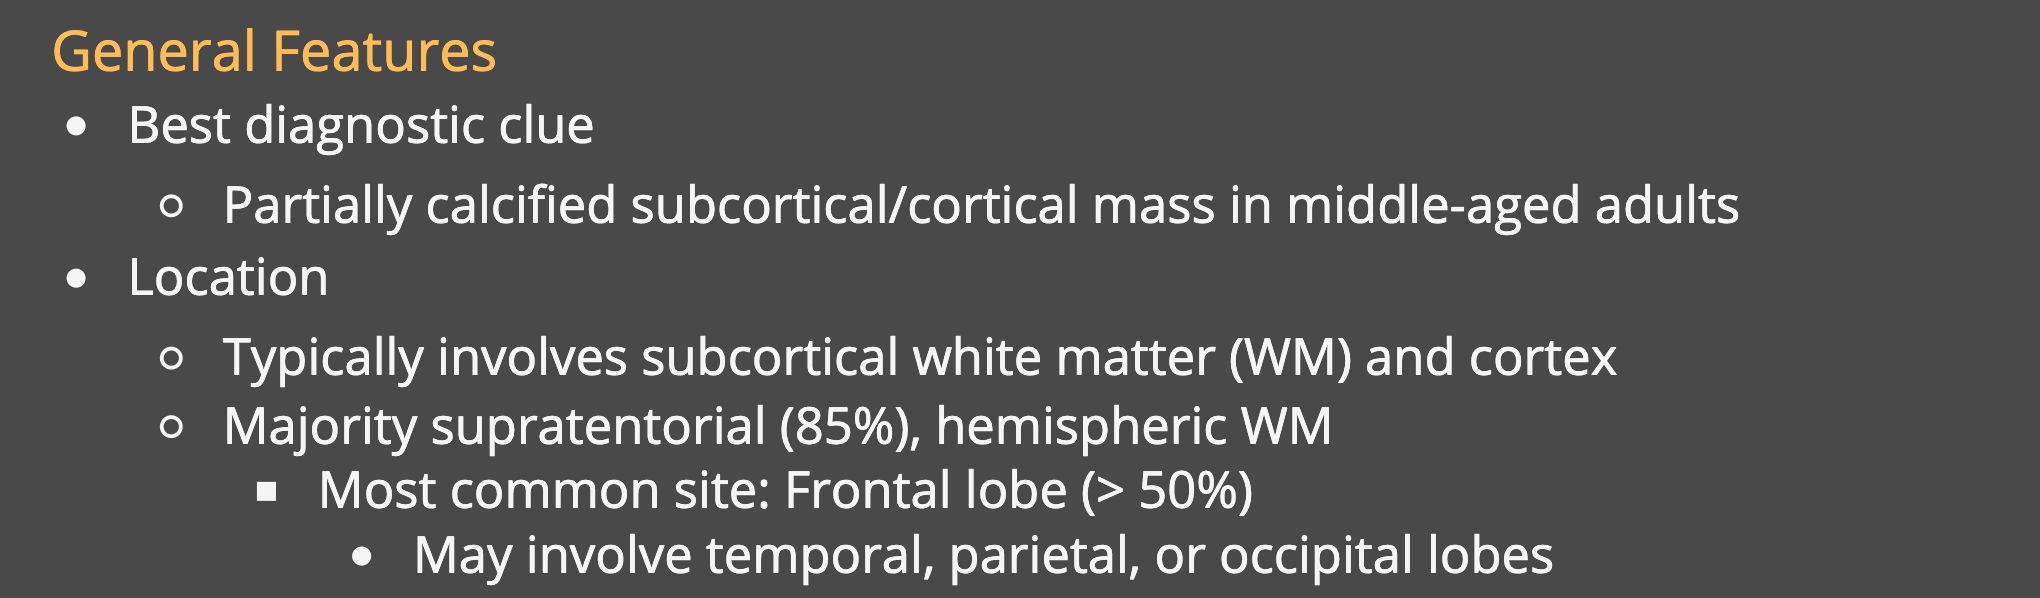 General Features
• Best diagnostic clue
○ Partially calcified subcortical/cortical mass in middle-aged adults
• Location
○ Typically involves subcortical white matter (WM) and cortex
○ Majority supratentorial (85%), hemispheric WM
▪ Most common site: Frontal lobe (> 50%)
• May involve temporal, parietal, or occipital lobes